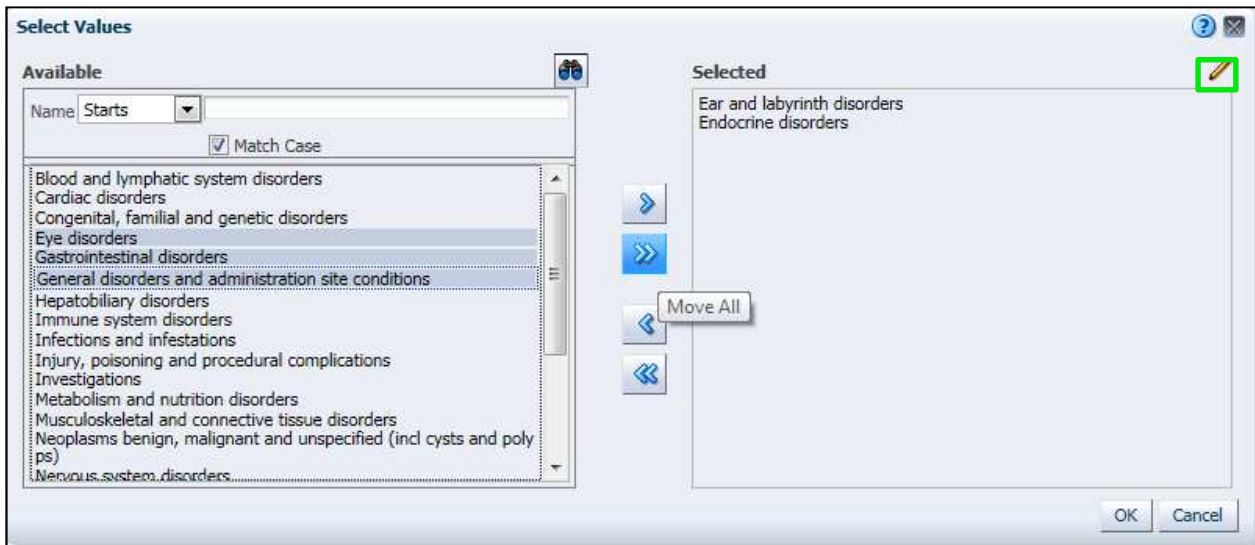 Select Values
?
Available
Selected
Name Starts
Match Case
Blood and lymphatic system disorders
Cardiac disorders
Congenital, familial and genetic disorders
Eye disorders
Gastrointestinal disorders
General disorders and administration site conditions
Hepatobiliary disorders
Immune system disorders
Infections and infestations
Injury, poisoning and procedural complications
Investigations
Metabolism and nutrition disorders
Musculoskeletal and connective tissue disorders
Neoplasms benign, malignant and unspecified (incl cysts and poly
ps)
Nervous system disorders
Move All
Ear and labyrinth disorders
Endocrine disorders
OK
Cancel